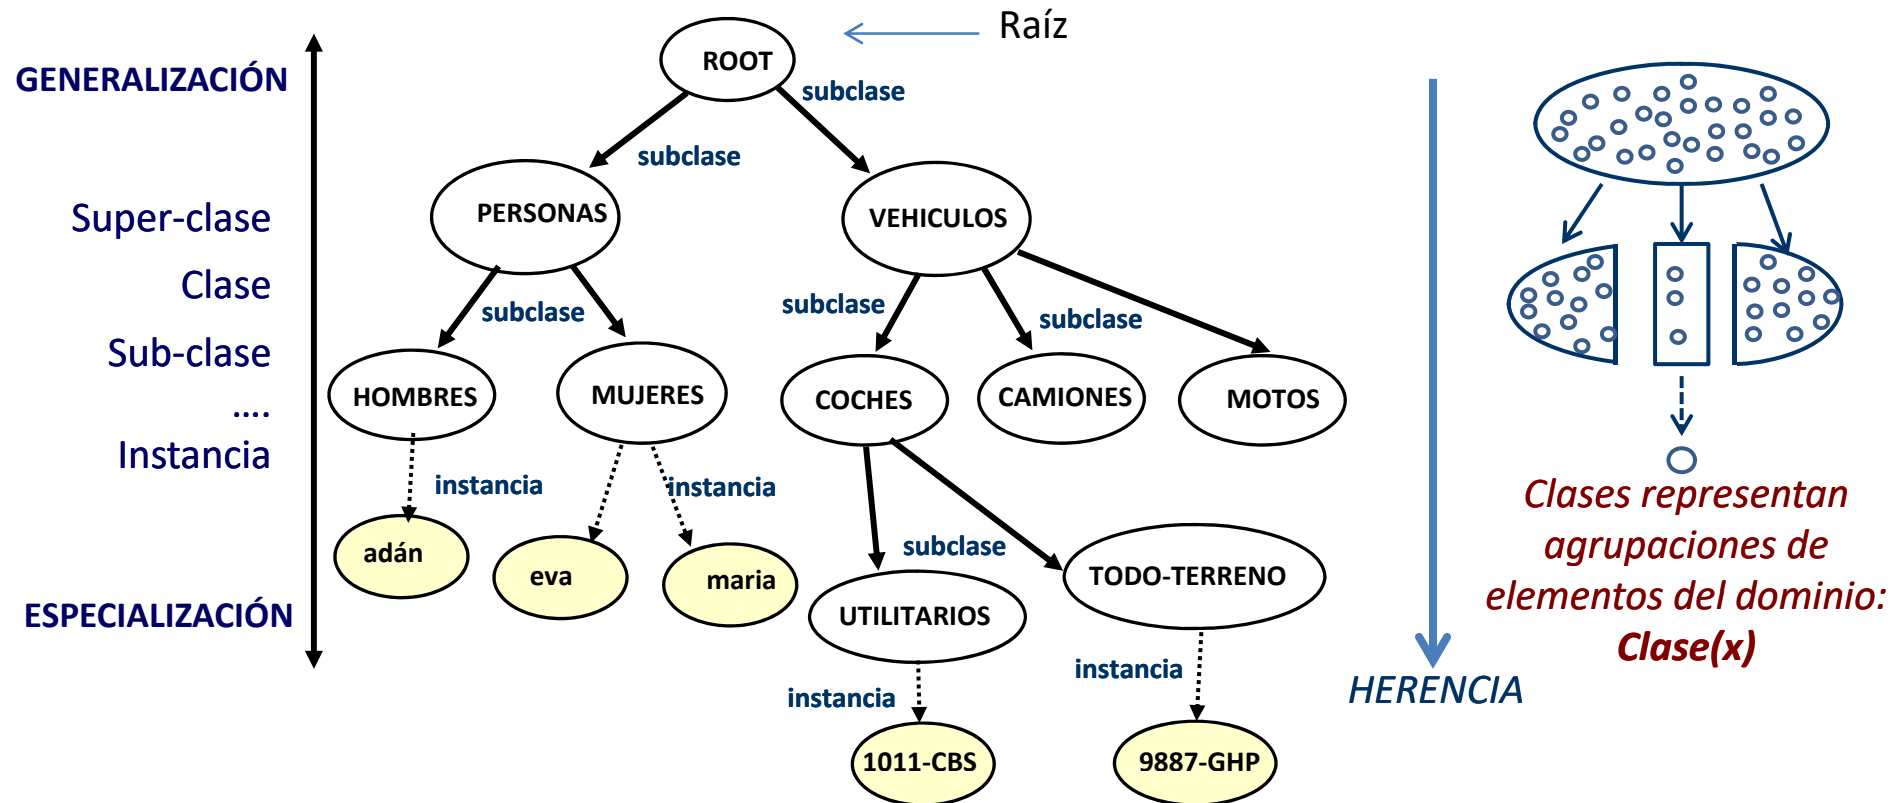 Raíz
ROOT
GENERALIZACIÓN
subclase
subclase
Super-clase
PERSONAS
VEHICULOS
Clase
subclase
subclase
subclase
Sub-clase
....
HOMBRES
MUJERES
COCHES
CAMIONES
MOTOS
Instancia
instancia
instancia
adán
eva
maria
subclase
TODO-TERRENO
ESPECIALIZACIÓN
UTILITARIOS
instancia
instancia
1011-CBS
9887-GHP
HERENCIA
Clases representan
agrupaciones de
elementos del dominio:
Clase(x)